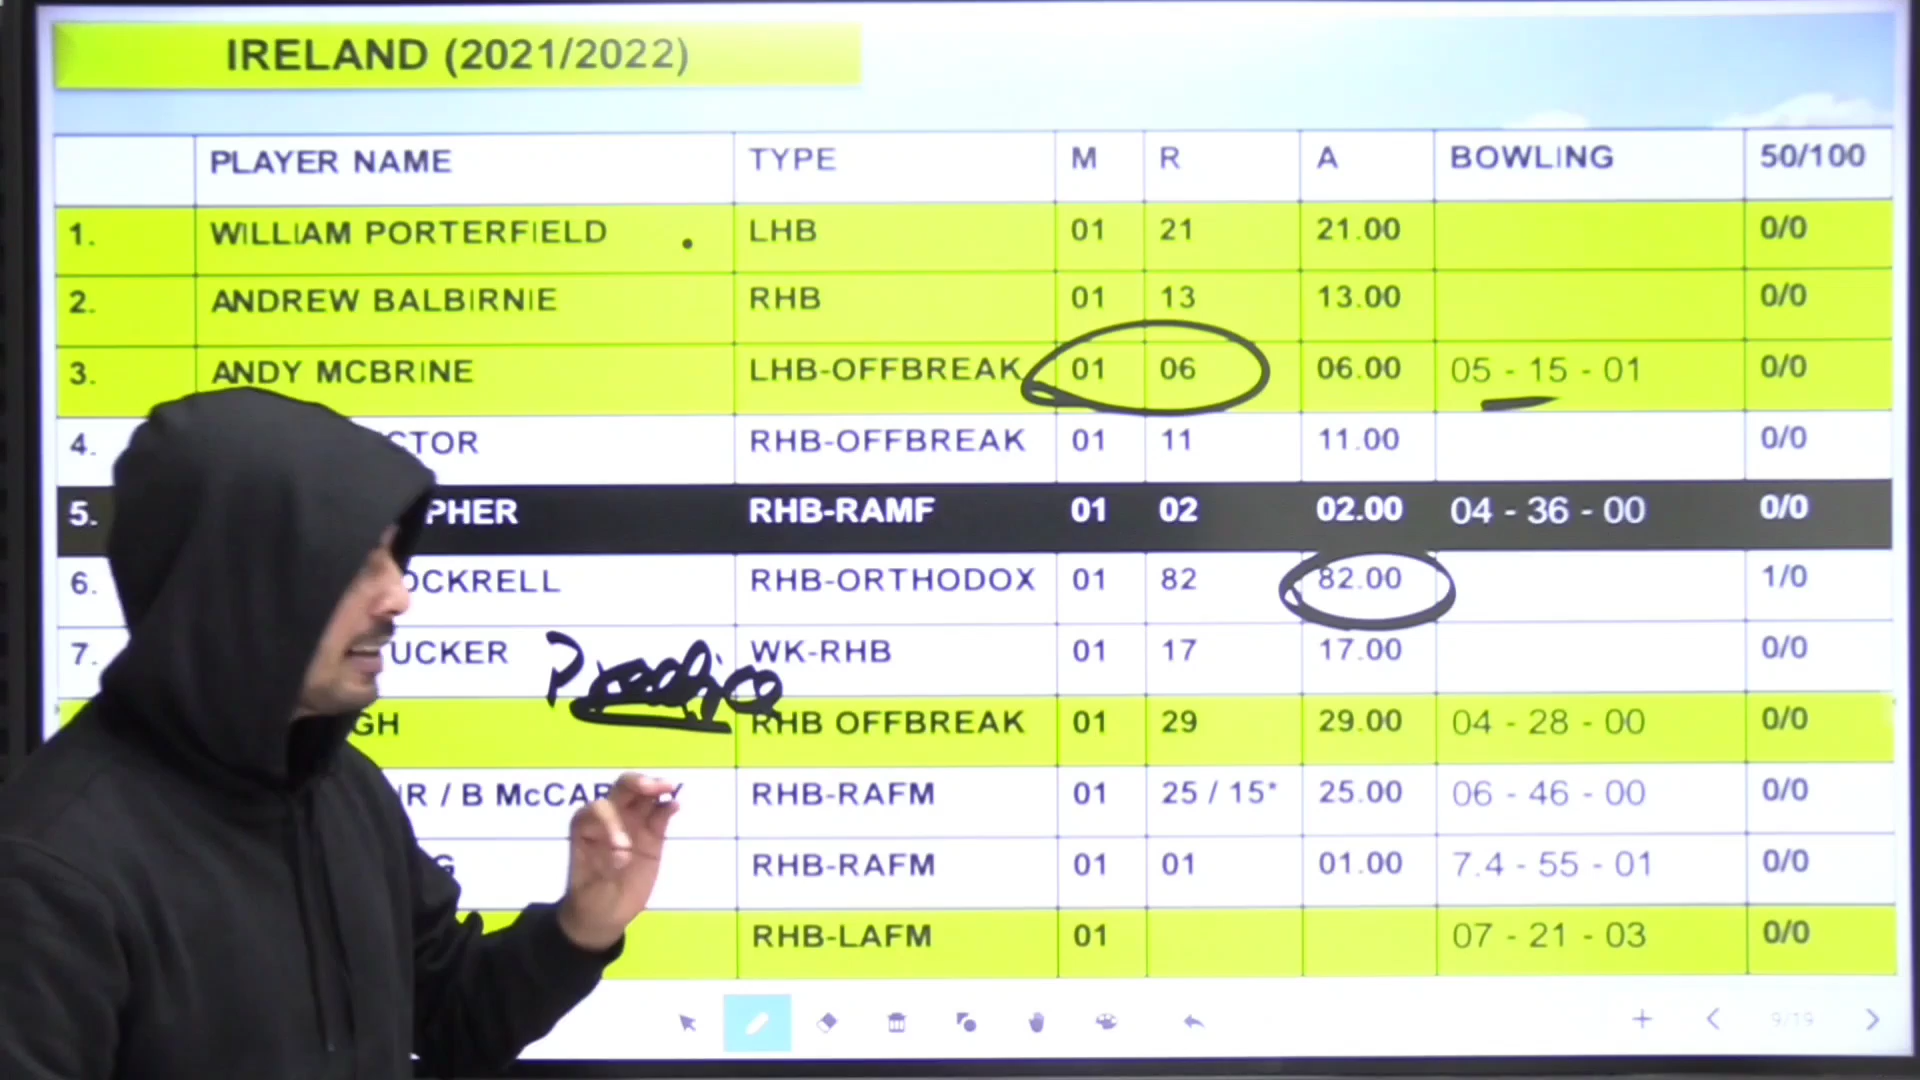 IRELAND (2021/2022)
PLAYER NAME TYPE M R A BOWLING 50/100
1. WILLIAM PORTERFIELD LHB 01 21 21.00 0/0
2. ANDREW BALBIRNIE RHB 01 13 13.00 0/0
3. ANDY MCBRINE LHB-OFFBREAK 01 06 06.00 05 - 15 - 01 0/0
4. CTOR RHB-OFFBREAK 01 11 11.00 0/0
5. PHER RHB-RAMF 01 02 02.00 04 - 36 - 00 0/0
6. OCKRELL RHB-ORTHODOX 01 82 82.00 1/0
7. UCKER WK-RHB 01 17 17.00 0/0
GH RHB OFFBREAK 01 29 29.00 04 - 28 - 00 0/0
IR / B McCAR Y RHB-RAFM 01 25 / 15* 25.00 06 - 46 - 00 0/0
G RHB-RAFM 01 01 01.00 7.4 - 55 - 01 0/0
RHB-LAFM 01 07 - 21 - 03 0/0
9/19